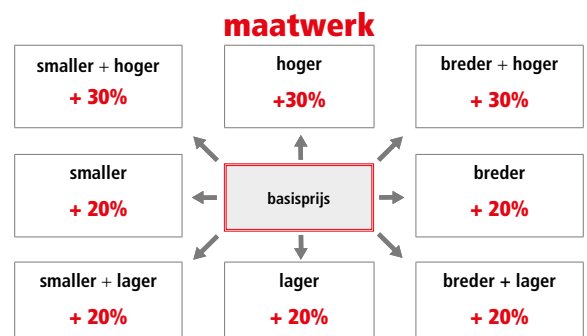 maatwerk
smaller + hoger
+ 30%
hoger
+30%
breder + hoger
+ 30%
smaller
+ 20%
basisprijs
breder
+ 20%
smaller + lager
+ 20%
lager
+ 20%
breder + lager
+ 20%